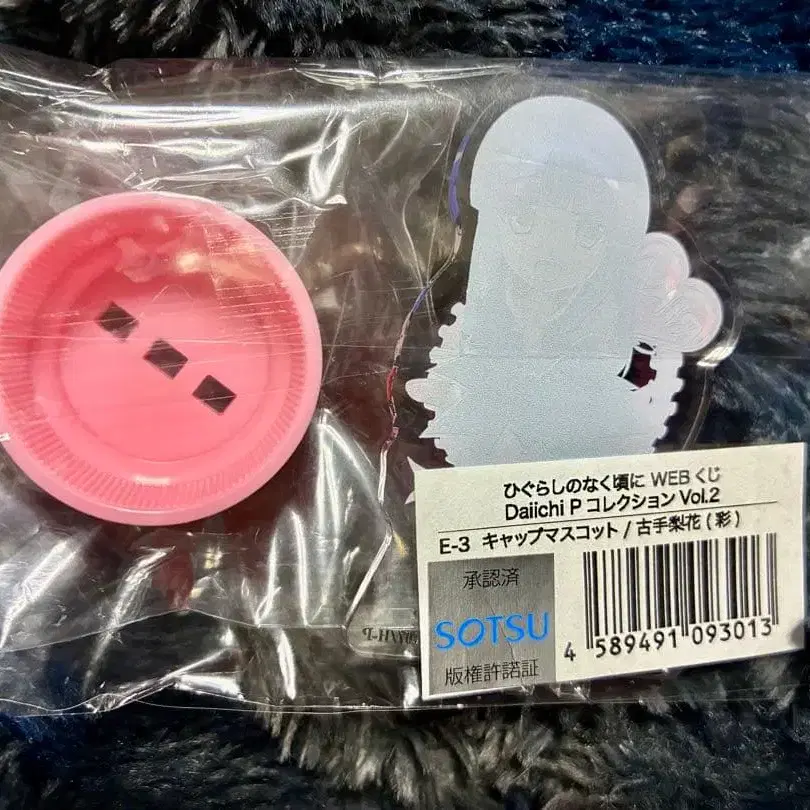 ひぐらしのなく頃に WEBくじ
Daiichi P コレクション Vol.2
E-3 キャップマスコット / 古手梨花 (彩)
承認済
SOTSU
版権許諾証
4 589491 093013